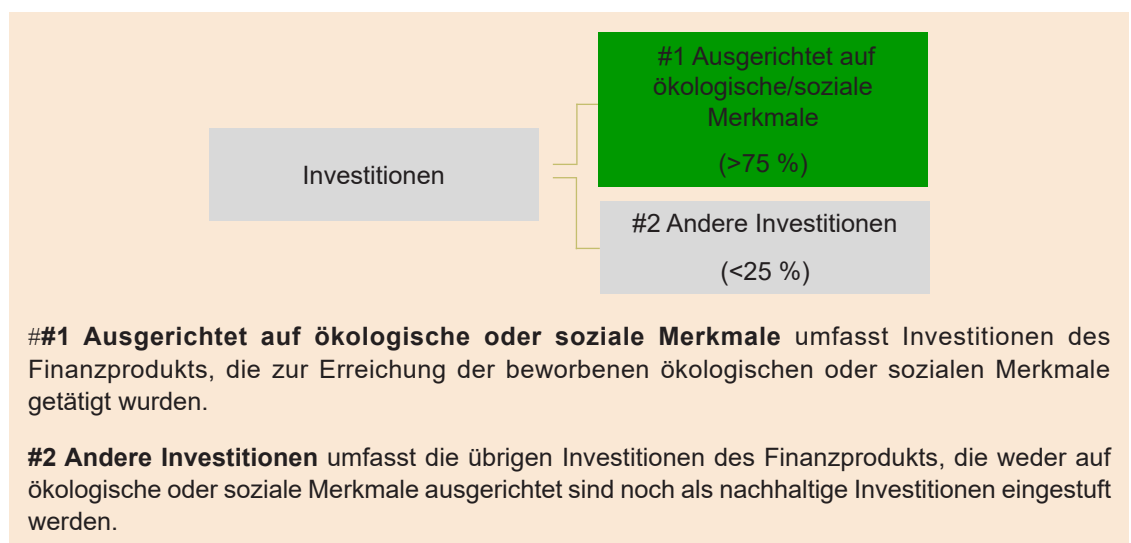 #1 Ausgerichtet auf
ökologische/soziale
Merkmale
(>75 %)
Investitionen
#2 Andere Investitionen
(<25 %)
##1 Ausgerichtet auf ökologische oder soziale Merkmale umfasst Investitionen des
Finanzprodukts, die zur Erreichung der beworbenen ökologischen oder sozialen Merkmale
getätigt wurden.
#2 Andere Investitionen umfasst die übrigen Investitionen des Finanzprodukts, die weder auf
ökologische oder soziale Merkmale ausgerichtet sind noch als nachhaltige Investitionen eingestuft
werden.